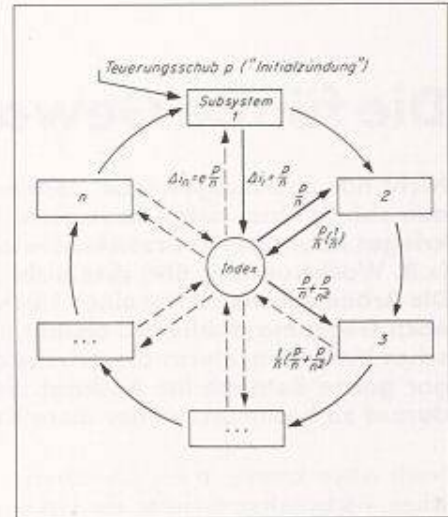 Teuerungsschub p ("Initialzündung")
Subsystem
1
n
Δiₙ=e p/n
Δi₁= p/n
p/n
2
p/n (1/n)
Index
p/n + p/n²
...
3
1/n (p/n + p/n²)
...